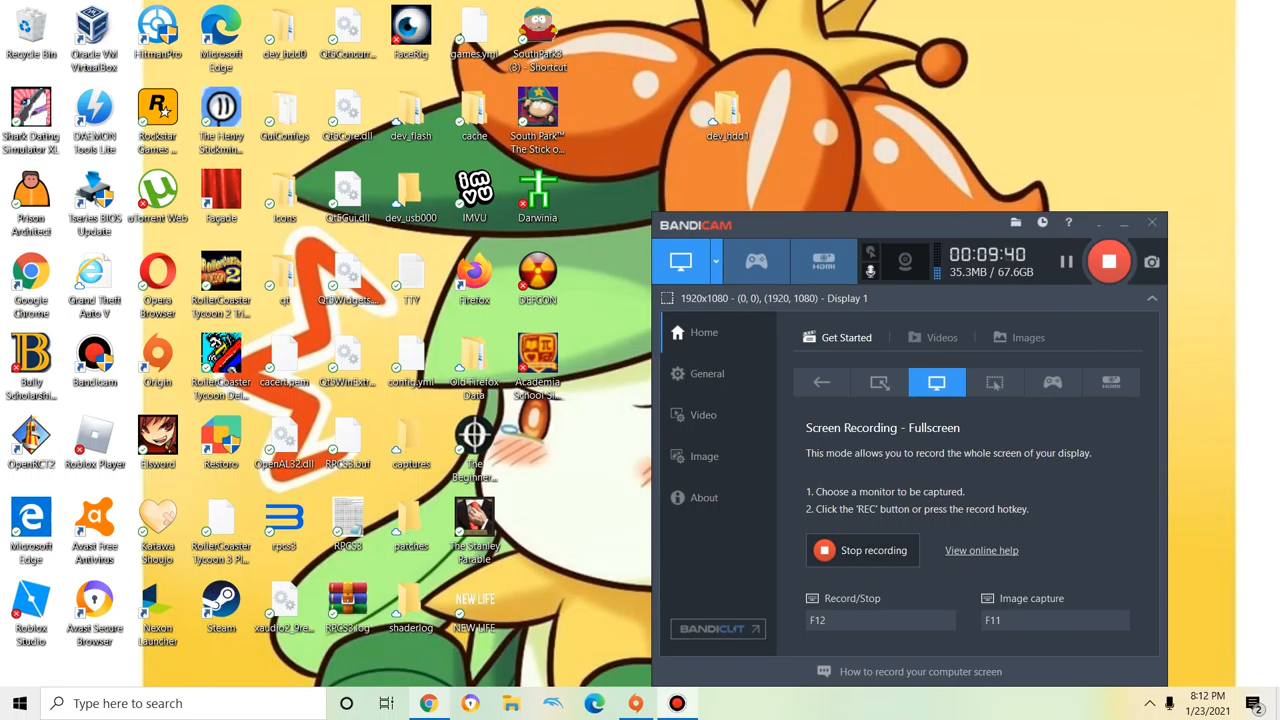 Recycle Bin
Oracle VM
VirtualBox
HitmanPro
Microsoft
Edge
dev_hdd0
Qt5Concurr...
FaceRig
games.yml
SouthPark3
(3) - Shortcut
Shark Dating
Simulator XL
DAEMON
Tools Lite
Rockstar
Games ...
The Henry
Stickmin...
GuiConfigs
Qt5Core.dll
dev_flash
cache
South Park™
The Stick o...
dev_hdd1
Prison
Architect
Tseries BIOS
Update
uTorrent Web
Façade
Icons
Qt5Gui.dll
dev_usb000
IMVU
Darwinia
Google
Chrome
Grand Theft
Auto V
Opera
Browser
RollerCoaster
Tycoon 2 Tri...
qt
Qt5Widgets....
TTY
Firefox
DEFCON
Bully
Scholarshi...
Bandicam
Origin
RollerCoaster
Tycoon Del...
cacert.pem
Qt5WinExtr...
config.yml
Old Firefox
Data
Academia
School Si...
OpenRCT2
Roblox Player
Elsword
Restoro
OpenAL32.dll
RPCS3.buf
captures
The
Beginner...
Microsoft
Edge
Avast Free
Antivirus
Katawa
Shoujo
RollerCoaster
Tycoon 3 Pl...
rpcs3
RPCS3
patches
The Stanley
Parable
Roblox
Studio
Avast Secure
Browser
Nexon
Launcher
Steam
xaudio2_9re...
RPCS3.log
shaderlog
NEW LIFE
NEW LIFE
BANDICAM
HDMI
00:09:40
35.3MB / 67.6GB
1920x1080 - (0, 0), (1920, 1080) - Display 1
Home
General
Video
Image
About
Get Started
Videos
Images
HDMI
Screen Recording - Fullscreen
This mode allows you to record the whole screen of your display.
1. Choose a monitor to be captured.
2. Click the 'REC' button or press the record hotkey.
Stop recording
View online help
Record/Stop
Image capture
F12
F11
BANDICUT
How to record your computer screen
Type here to search
8:12 PM
1/23/2021
2